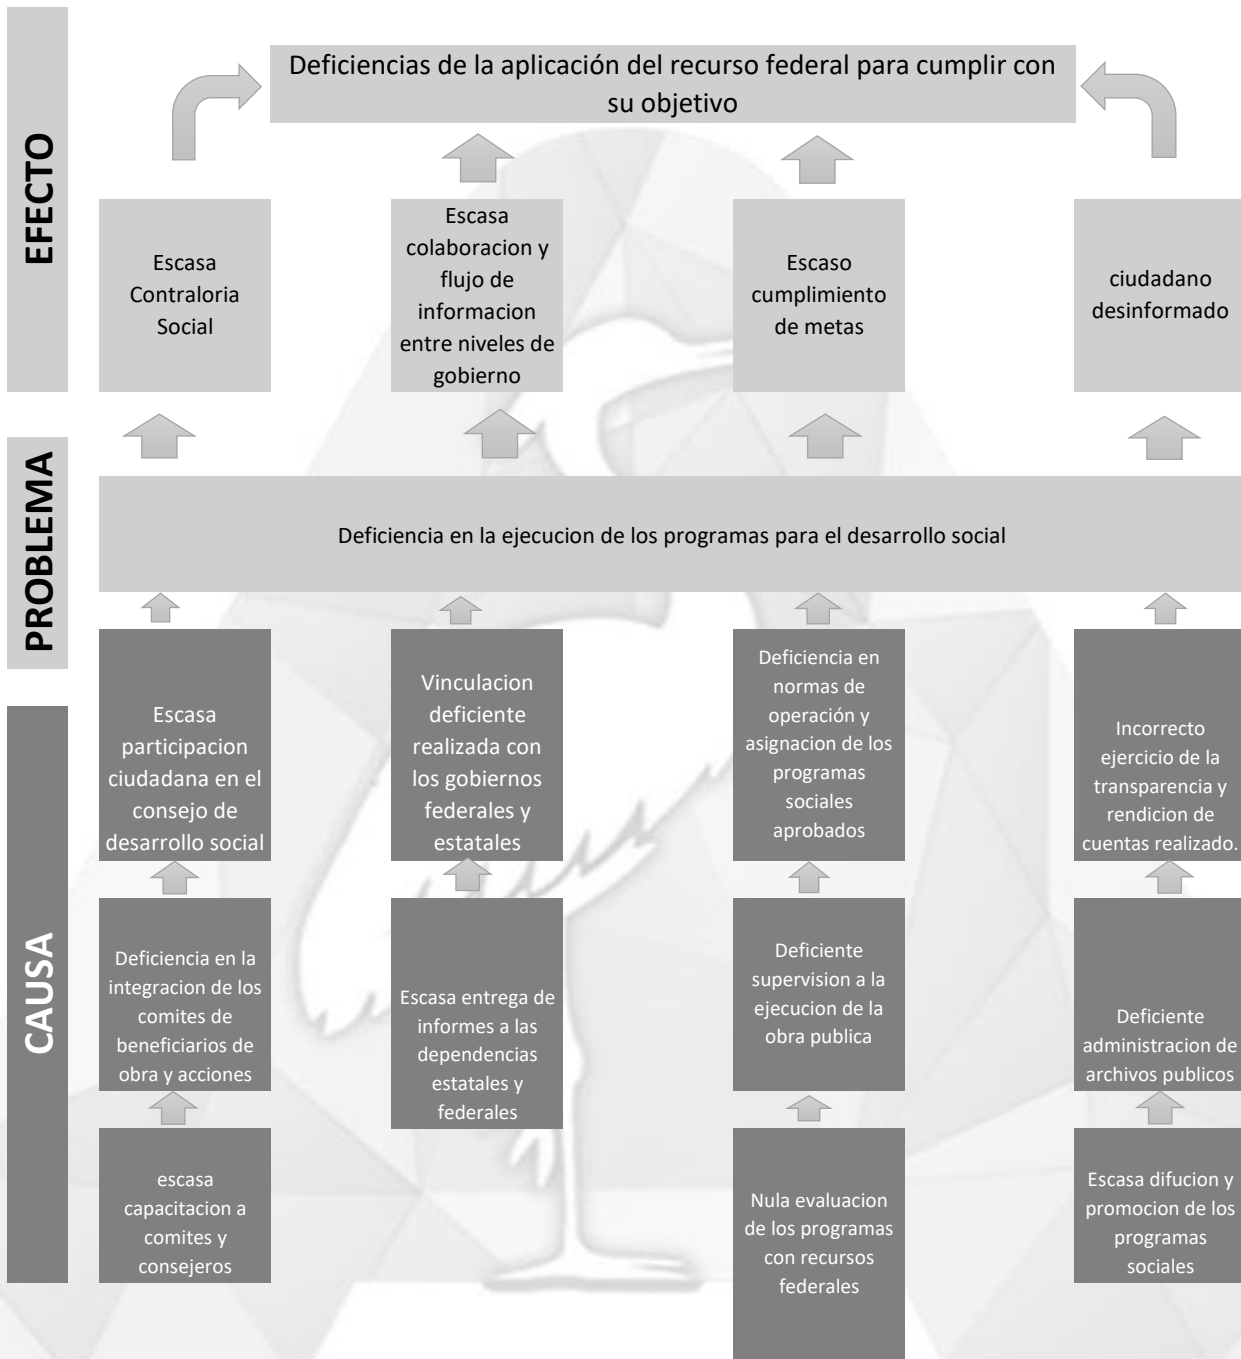 EFECTO
Deficiencias de la aplicación del recurso federal para cumplir con
su objetivo
Escasa
Contraloria
Social
Escasa
colaboracion y
flujo de
informacion
entre niveles de
gobierno
Escaso
cumplimiento
de metas
ciudadano
desinformado
PROBLEMA
Deficiencia en la ejecucion de los programas para el desarrollo social
CAUSA
Escasa
participacion
ciudadana en el
consejo de
desarrollo social
Vinculacion
deficiente
realizada con
los gobiernos
federales y
estatales
Deficiencia en
normas de
operación y
asignacion de los
programas
sociales
aprobados
Incorrecto
ejercicio de la
transparencia y
rendicion de
cuentas realizado.
Deficiencia en la
integracion de los
comites de
beneficiarios de
obra y acciones
Escasa entrega de
informes a las
dependencias
estatales y
federales
Deficiente
supervision a la
ejecucion de la
obra publica
Deficiente
administracion de
archivos publicos
escasa
capacitacion a
comites y
consejeros
Nula evaluacion
de los programas
con recursos
federales
Escasa difucion y
promocion de los
programas
sociales